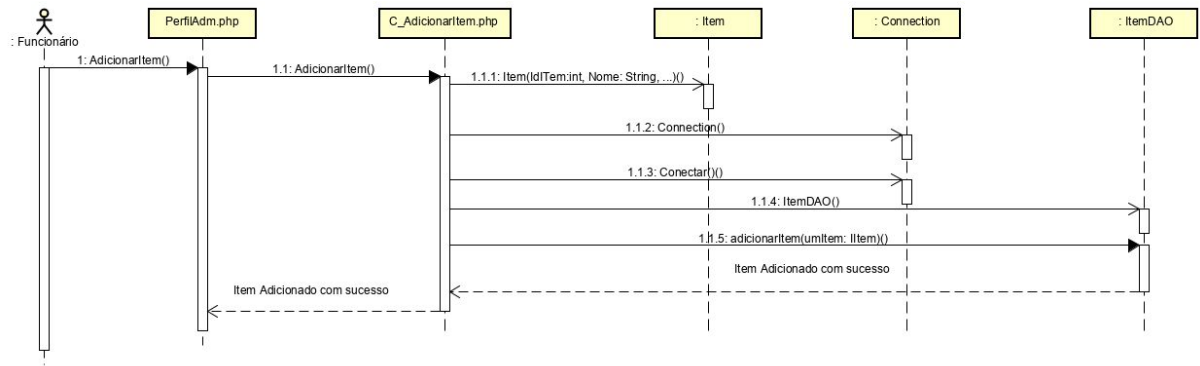 PerfilAdm.php
C_AdicionarItem.php
: Item
: Connection
: ItemDAO
: Funcionário
1: AdicionarItem()
1.1: AdicionarItem()
1.1.1: Item(IdITem:int, Nome: String, ...)()
1.1.2: Connection()
1.1.3: Conectar()()
1.1.4: ItemDAO()
1.1.5: adicionarItem(umItem: IItem)()
Item Adicionado com sucesso
Item Adicionado com sucesso